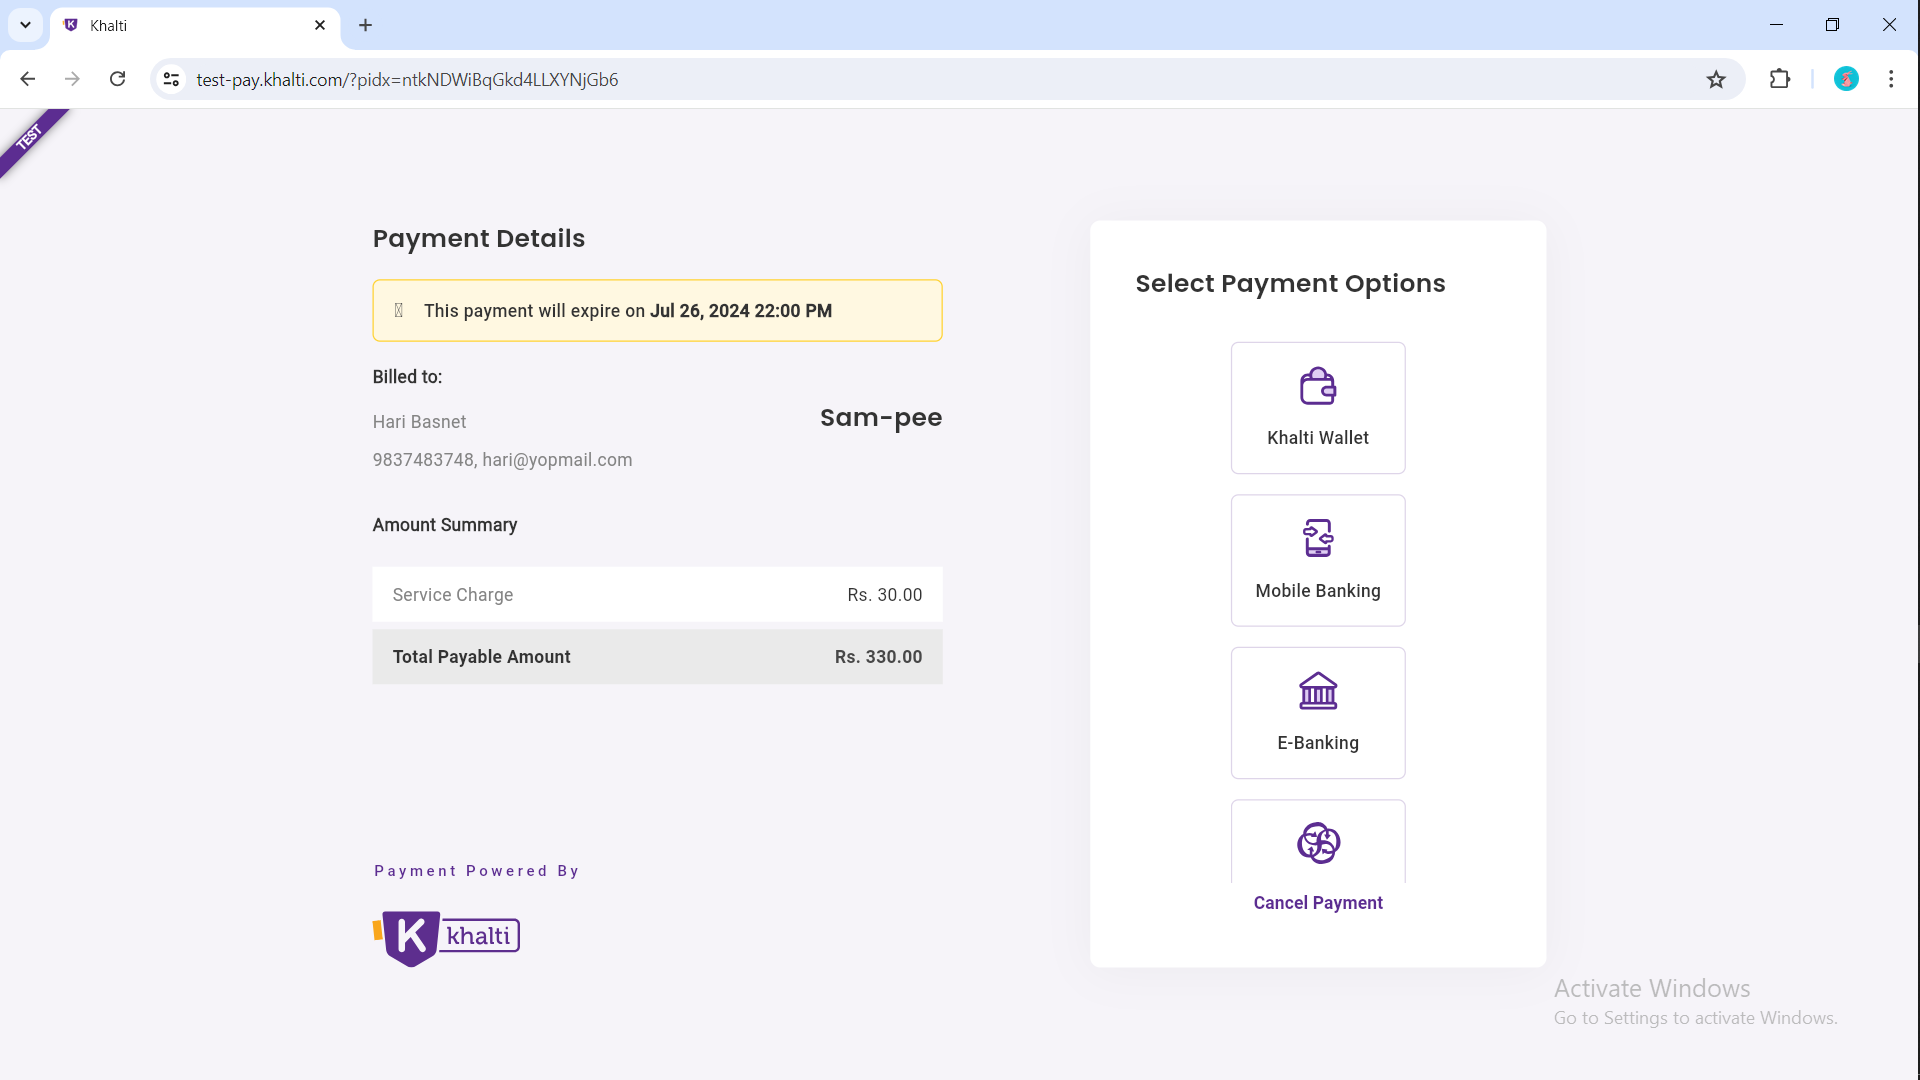 Khalti
test-pay.khalti.com/?pidx=ntkNDWiBqGkd4LLXYNjGb6
TEST
Payment Details
This payment will expire on Jul 26, 2024 22:00 PM
Billed to:
Hari Basnet
Sam-pee
9837483748, hari@yopmail.com
Amount Summary
Service Charge Rs. 30.00
Total Payable Amount Rs. 330.00
Payment Powered By
K khalti
Select Payment Options
Khalti Wallet
Mobile Banking
E-Banking
Cancel Payment
Activate Windows
Go to Settings to activate Windows.